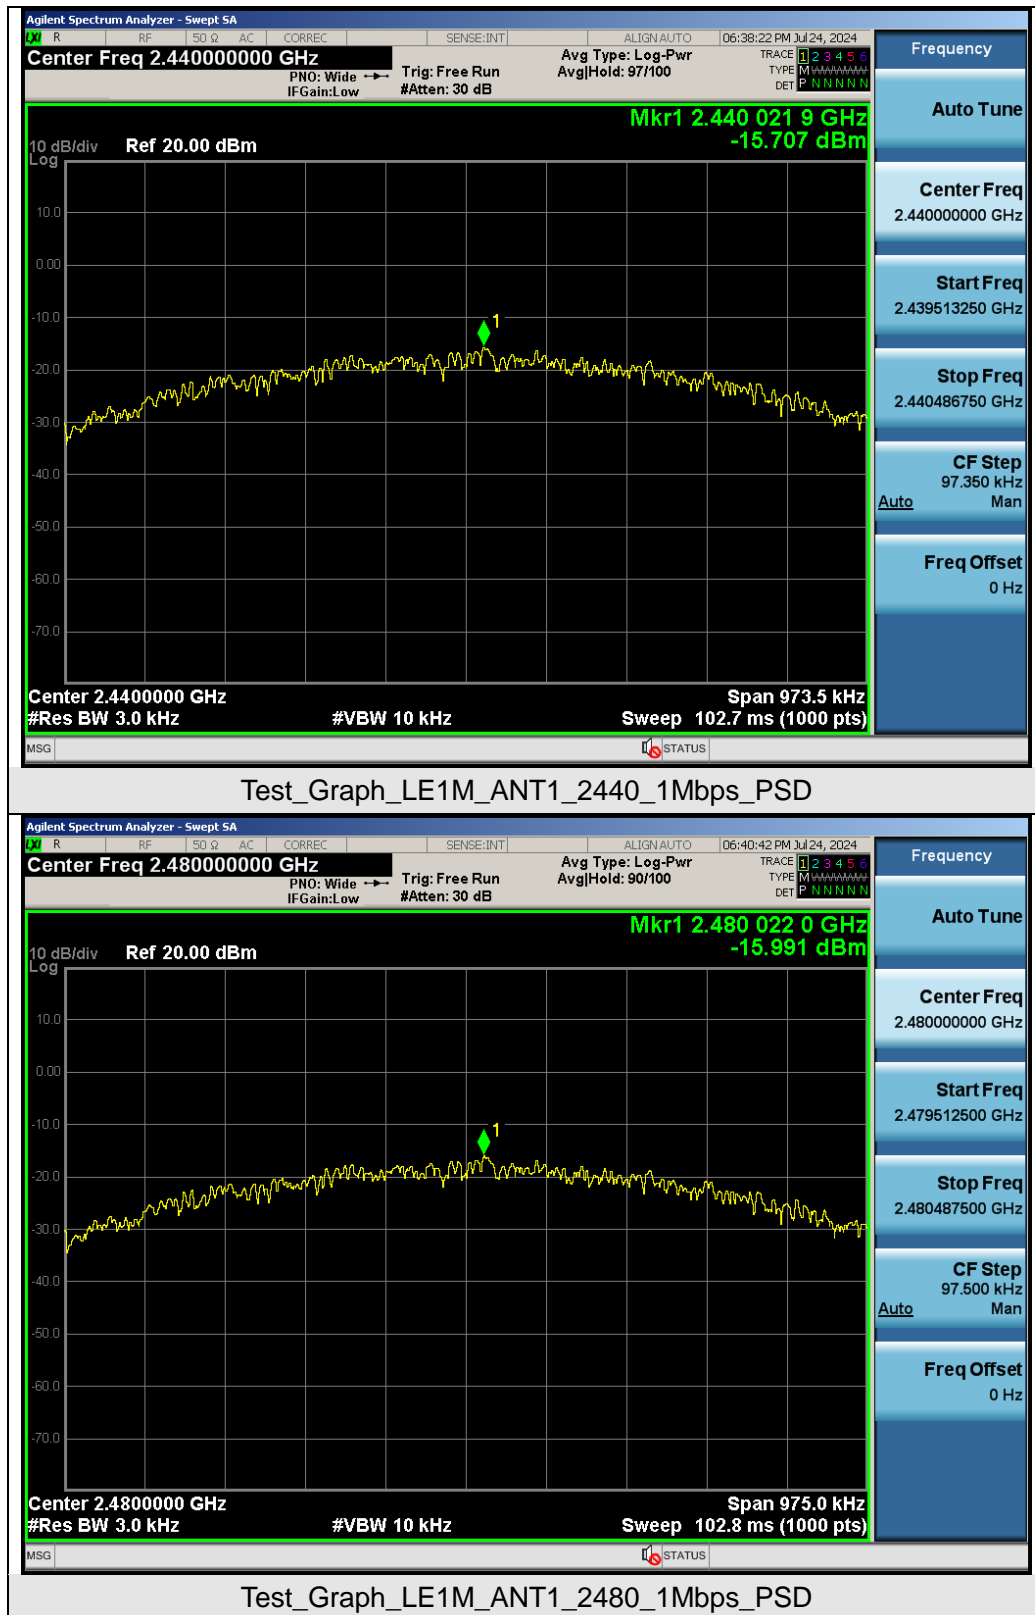 Agilent Spectrum Analyzer - Swept SA
LXI R RF 50 Ω AC CORREC SENSE:INT ALIGN AUTO 06:38:22 PM Jul 24, 2024
Center Freq 2.440000000 GHz
PNO: Wide
IFGain:Low
Trig: Free Run
#Atten: 30 dB
Avg Type: Log-Pwr
Avg|Hold: 97/100
TRACE 1 2 3 4 5 6
TYPE M
DET P N N N N N
Frequency
Auto Tune
Center Freq
2.440000000 GHz
Start Freq
2.439513250 GHz
Stop Freq
2.440486750 GHz
CF Step
97.350 kHz
Auto Man
Freq Offset
0 Hz
Mkr1 2.440 021 9 GHz
-15.707 dBm
10 dB/div Ref 20.00 dBm
Log
10.0
0.00
-10.0
1
-20.0
-30.0
-40.0
-50.0
-60.0
-70.0
Center 2.4400000 GHz Span 973.5 kHz
#Res BW 3.0 kHz #VBW 10 kHz Sweep 102.7 ms (1000 pts)
MSG STATUS
Test_Graph_LE1M_ANT1_2440_1Mbps_PSD
Agilent Spectrum Analyzer - Swept SA
LXI R RF 50 Ω AC CORREC SENSE:INT ALIGN AUTO 06:40:42 PM Jul 24, 2024
Center Freq 2.480000000 GHz
PNO: Wide
IFGain:Low
Trig: Free Run
#Atten: 30 dB
Avg Type: Log-Pwr
Avg|Hold: 90/100
TRACE 1 2 3 4 5 6
TYPE M
DET P N N N N N
Frequency
Auto Tune
Center Freq
2.480000000 GHz
Start Freq
2.479512500 GHz
Stop Freq
2.480487500 GHz
CF Step
97.500 kHz
Auto Man
Freq Offset
0 Hz
Mkr1 2.480 022 0 GHz
-15.991 dBm
10 dB/div Ref 20.00 dBm
Log
10.0
0.00
-10.0
1
-20.0
-30.0
-40.0
-50.0
-60.0
-70.0
Center 2.4800000 GHz Span 975.0 kHz
#Res BW 3.0 kHz #VBW 10 kHz Sweep 102.8 ms (1000 pts)
MSG STATUS
Test_Graph_LE1M_ANT1_2480_1Mbps_PSD